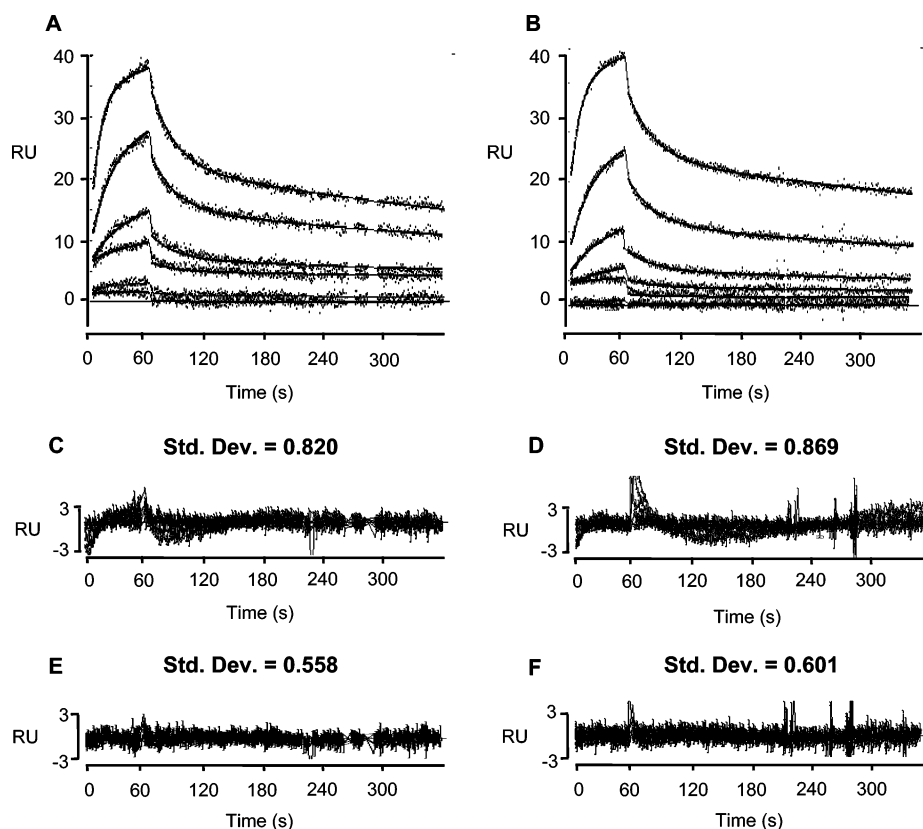 A
B
40
30
RU
20
10
0
0
60
120
180
240
300
Time (s)
40
30
RU
20
10
0
0
60
120
180
240
300
Time (s)
C
Std. Dev. = 0.820
3
RU
-3
0
60
120
180
240
300
Time (s)
D
Std. Dev. = 0.869
3
RU
-3
0
60
120
180
240
300
Time (s)
E
Std. Dev. = 0.558
3
RU
-3
0
60
120
180
240
300
Time (s)
F
Std. Dev. = 0.601
3
RU
-3
0
60
120
180
240
300
Time (s)